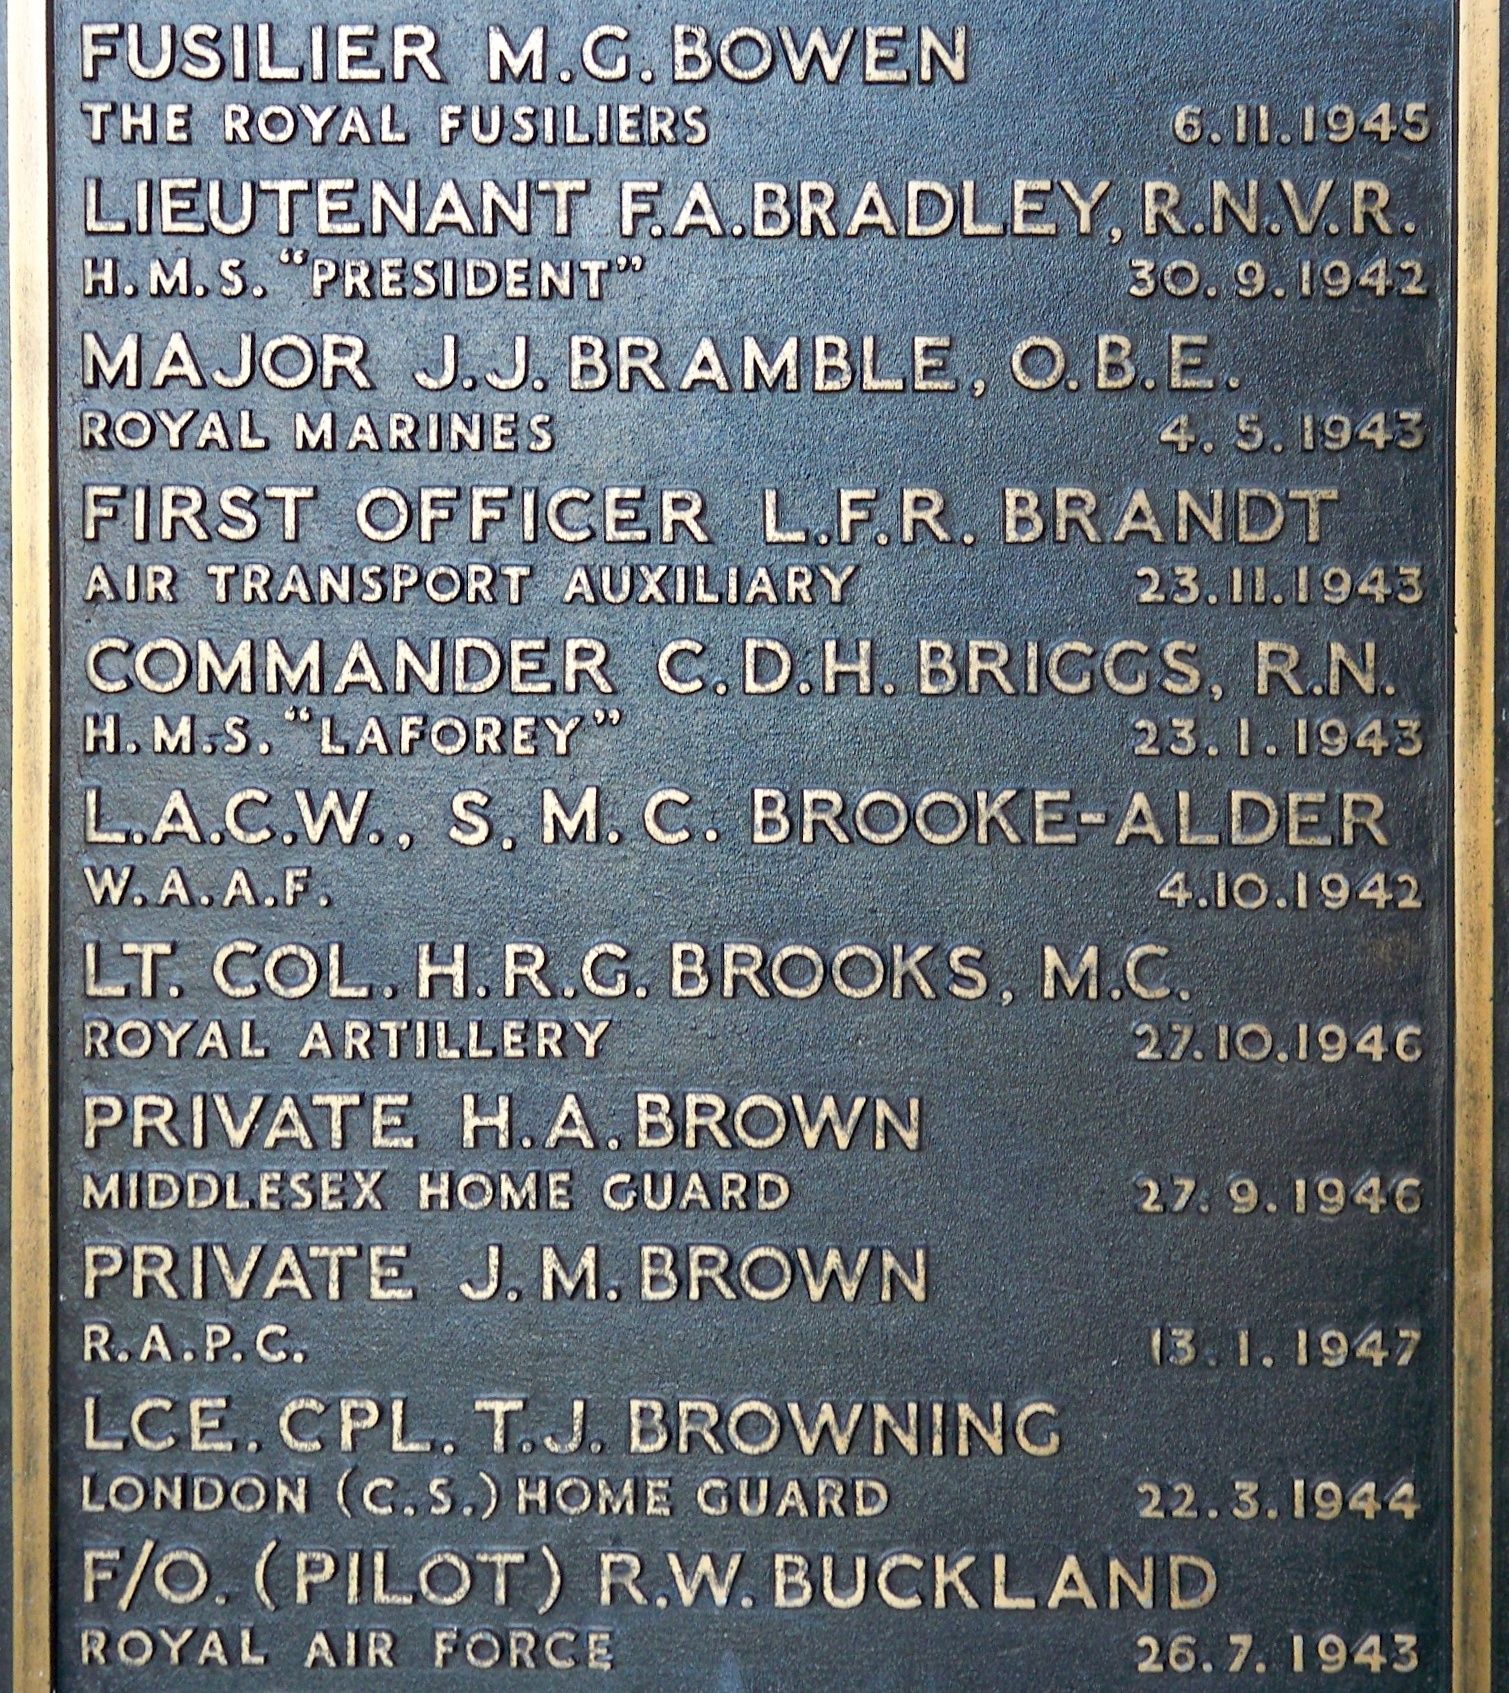 FUSILIER M.G. BOWEN
THE ROYAL FUSILIERS 6.11.1945
LIEUTENANT F.A. BRADLEY, R.N.V.R.
H.M.S. “PRESIDENT” 30.9.1942
MAJOR J.J. BRAMBLE, O.B.E.
ROYAL MARINES 4.5.1943
FIRST OFFICER L.F.R. BRANDT
AIR TRANSPORT AUXILIARY 23.11.1943
COMMANDER C.D.H. BRIGGS, R.N.
H.M.S. “LAFOREY” 23.1.1943
L.A.C.W., S.M.C. BROOKE-ALDER
W.A.A.F. 4.10.1942
LT. COL. H.R.G. BROOKS, M.C.
ROYAL ARTILLERY 27.10.1946
PRIVATE H.A. BROWN
MIDDLESEX HOME GUARD 27.9.1946
PRIVATE J.M. BROWN
R.A.P.C. 13.1.1947
LCE. CPL. T.J. BROWNING
LONDON (C.S.) HOME GUARD 22.3.1944
F/O. (PILOT) R.W. BUCKLAND
ROYAL AIR FORCE 26.7.1943